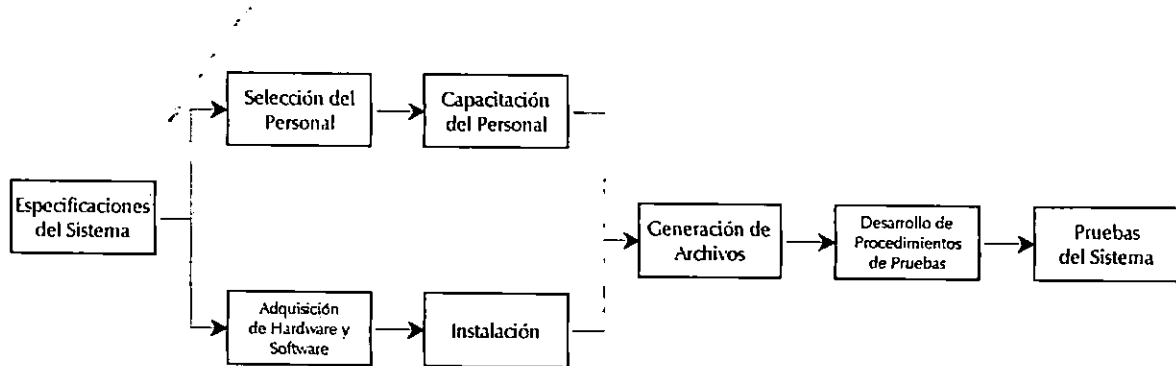 Selección del
Personal
Capacitación
del Personal
Especificaciones
del Sistema
Generación de
Archivos
Desarrollo de
Procedimientos
de Pruebas
Pruebas
del Sistema
Adquisición
de Hardware y
Software
Instalación